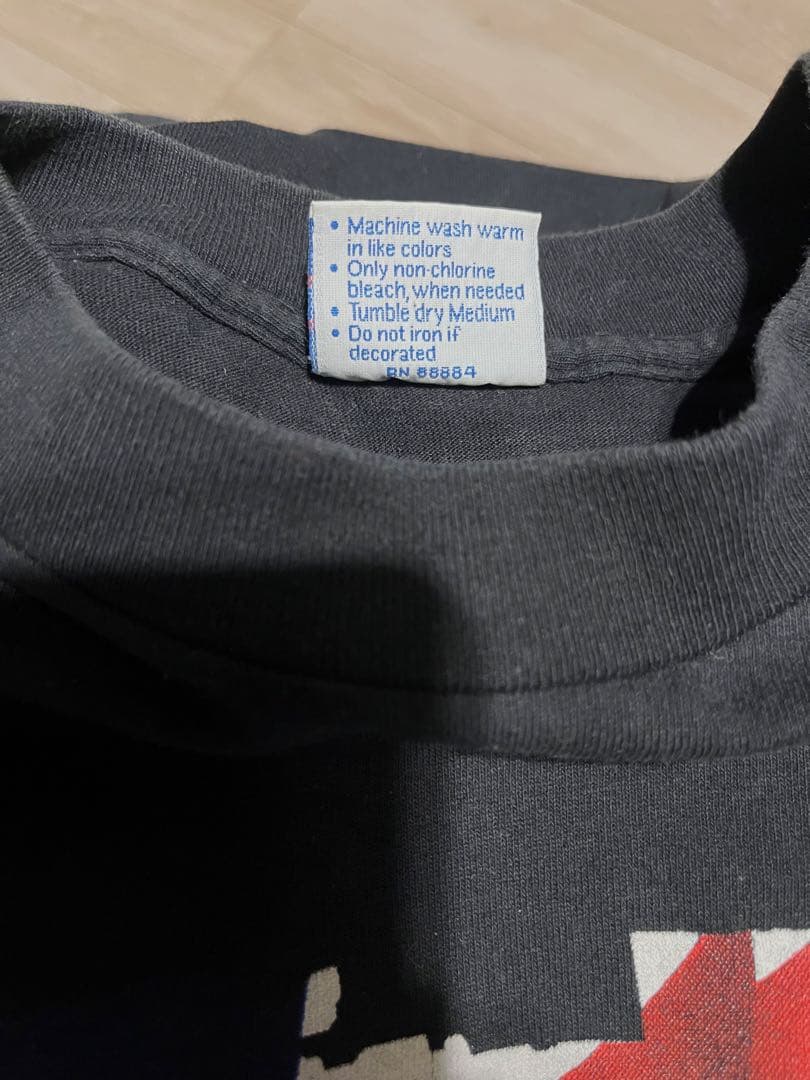 • Machine wash warm
in like colors
• Only non-chlorine
bleach, when needed
• Tumble dry Medium
• Do not iron if
decorated
RN 88884